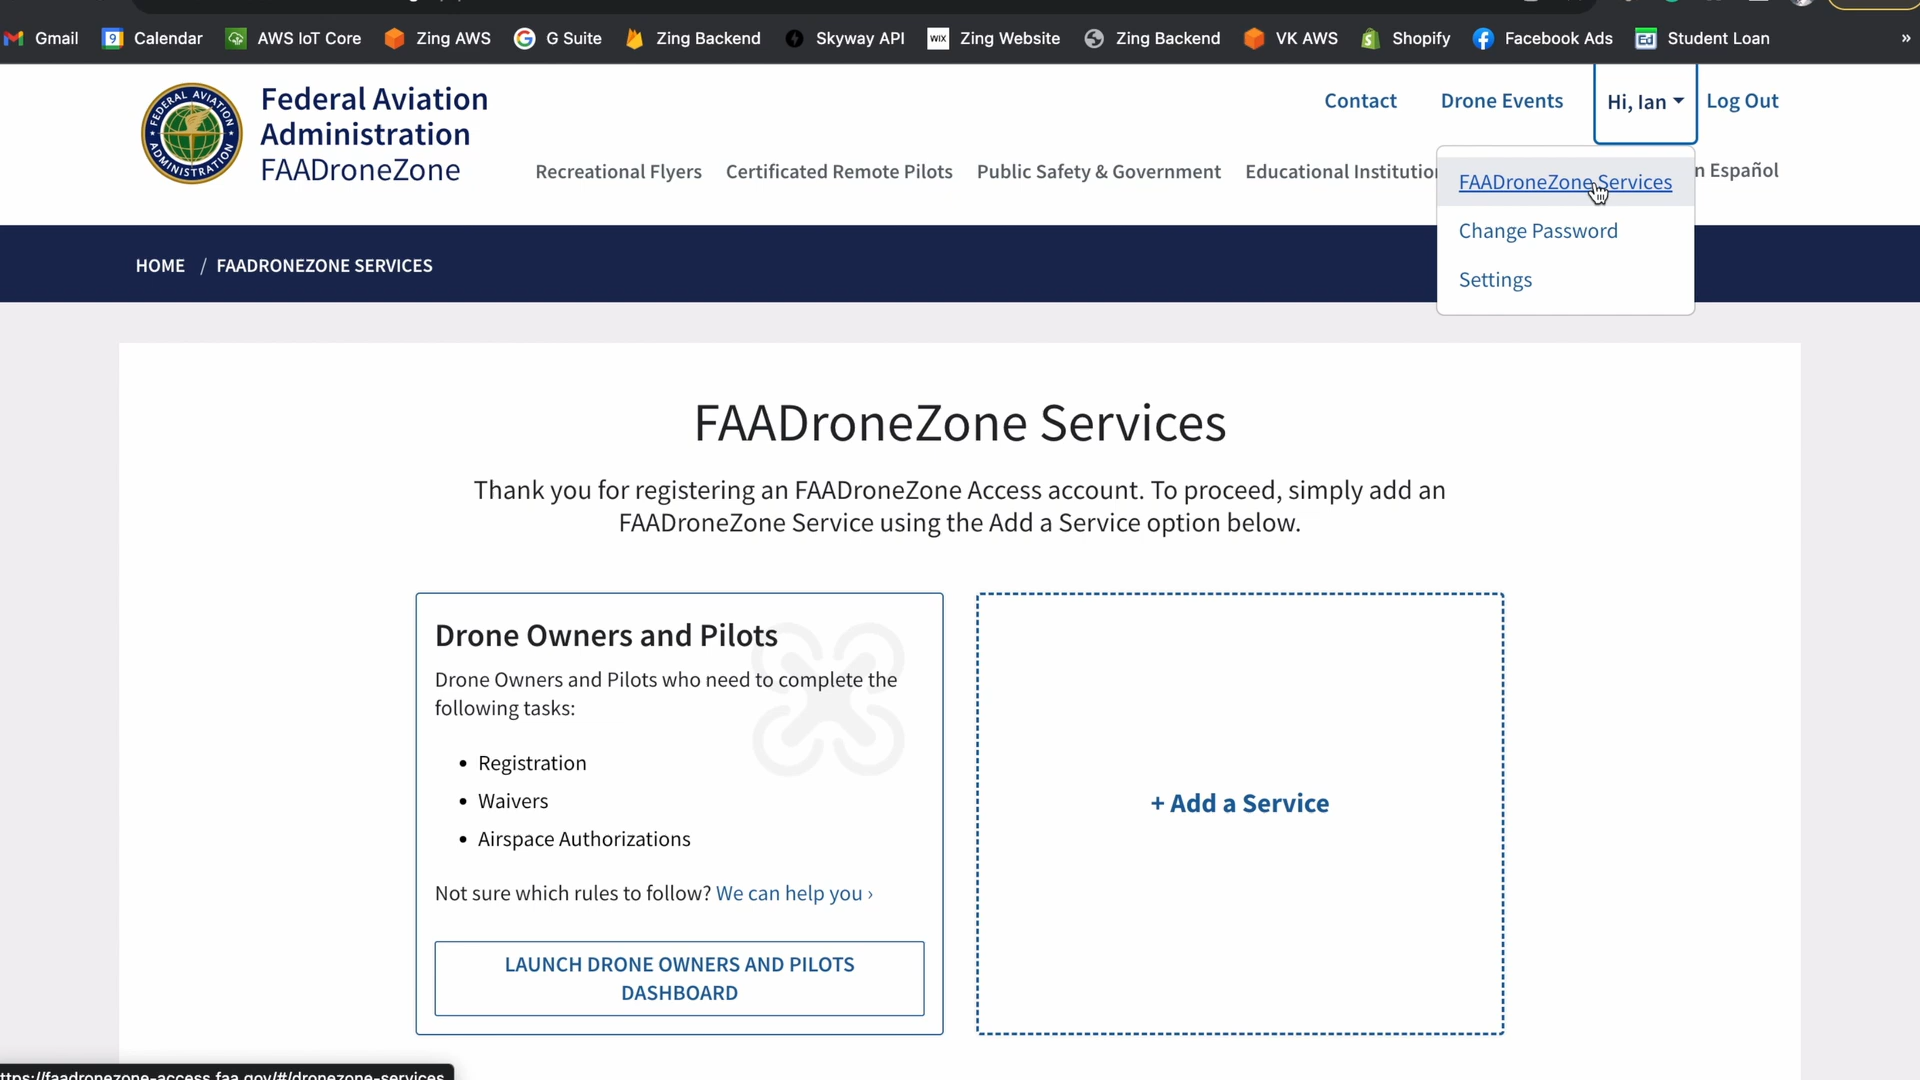 Gmail
9
Calendar
AWS IoT Core
Zing AWS
G Suite
Zing Backend
Skyway API
WIX
Zing Website
Zing Backend
VK AWS
Shopify
Facebook Ads
Ed
Student Loan
»
FEDERAL AVIATION ADMINISTRATION
Federal Aviation
Administration
FAADroneZone
Contact
Drone Events
Hi, Ian
Log Out
Recreational Flyers
Certificated Remote Pilots
Public Safety & Government
Educational Institutio
n Español
FAADroneZone Services
Change Password
Settings
HOME / FAADRONEZONE SERVICES
FAADroneZone Services
Thank you for registering an FAADroneZone Access account. To proceed, simply add an
FAADroneZone Service using the Add a Service option below.
Drone Owners and Pilots
Drone Owners and Pilots who need to complete the
following tasks:
• Registration
• Waivers
• Airspace Authorizations
Not sure which rules to follow? We can help you ›
LAUNCH DRONE OWNERS AND PILOTS
DASHBOARD
+ Add a Service
ttps://faadronezone-access.faa.gov/#/dronezone-services